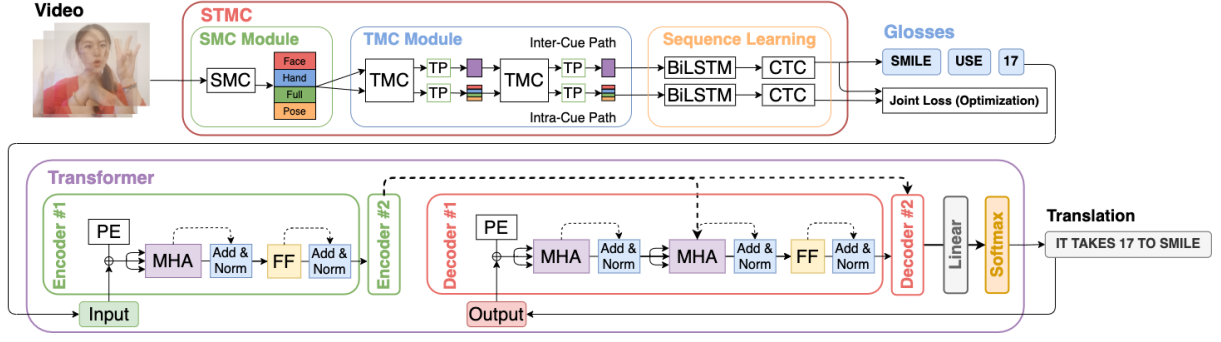 Video
STMC
SMC Module
TMC Module
Sequence Learning
Glosses
SMC
Face
Hand
Full
Pose
Inter-Cue Path
TMC
TP
TMC
TP
TP
TP
Intra-Cue Path
BiLSTM
CTC
BiLSTM
CTC
SMILE
USE
17
Joint Loss (Optimization)
Transformer
Encoder #1
PE
MHA
Add &
Norm
FF
Add &
Norm
Input
Encoder #2
Decoder #1
PE
MHA
Add &
Norm
MHA
Add &
Norm
FF
Add &
Norm
Output
Decoder #2
Linear
Softmax
Translation
IT TAKES 17 TO SMILE